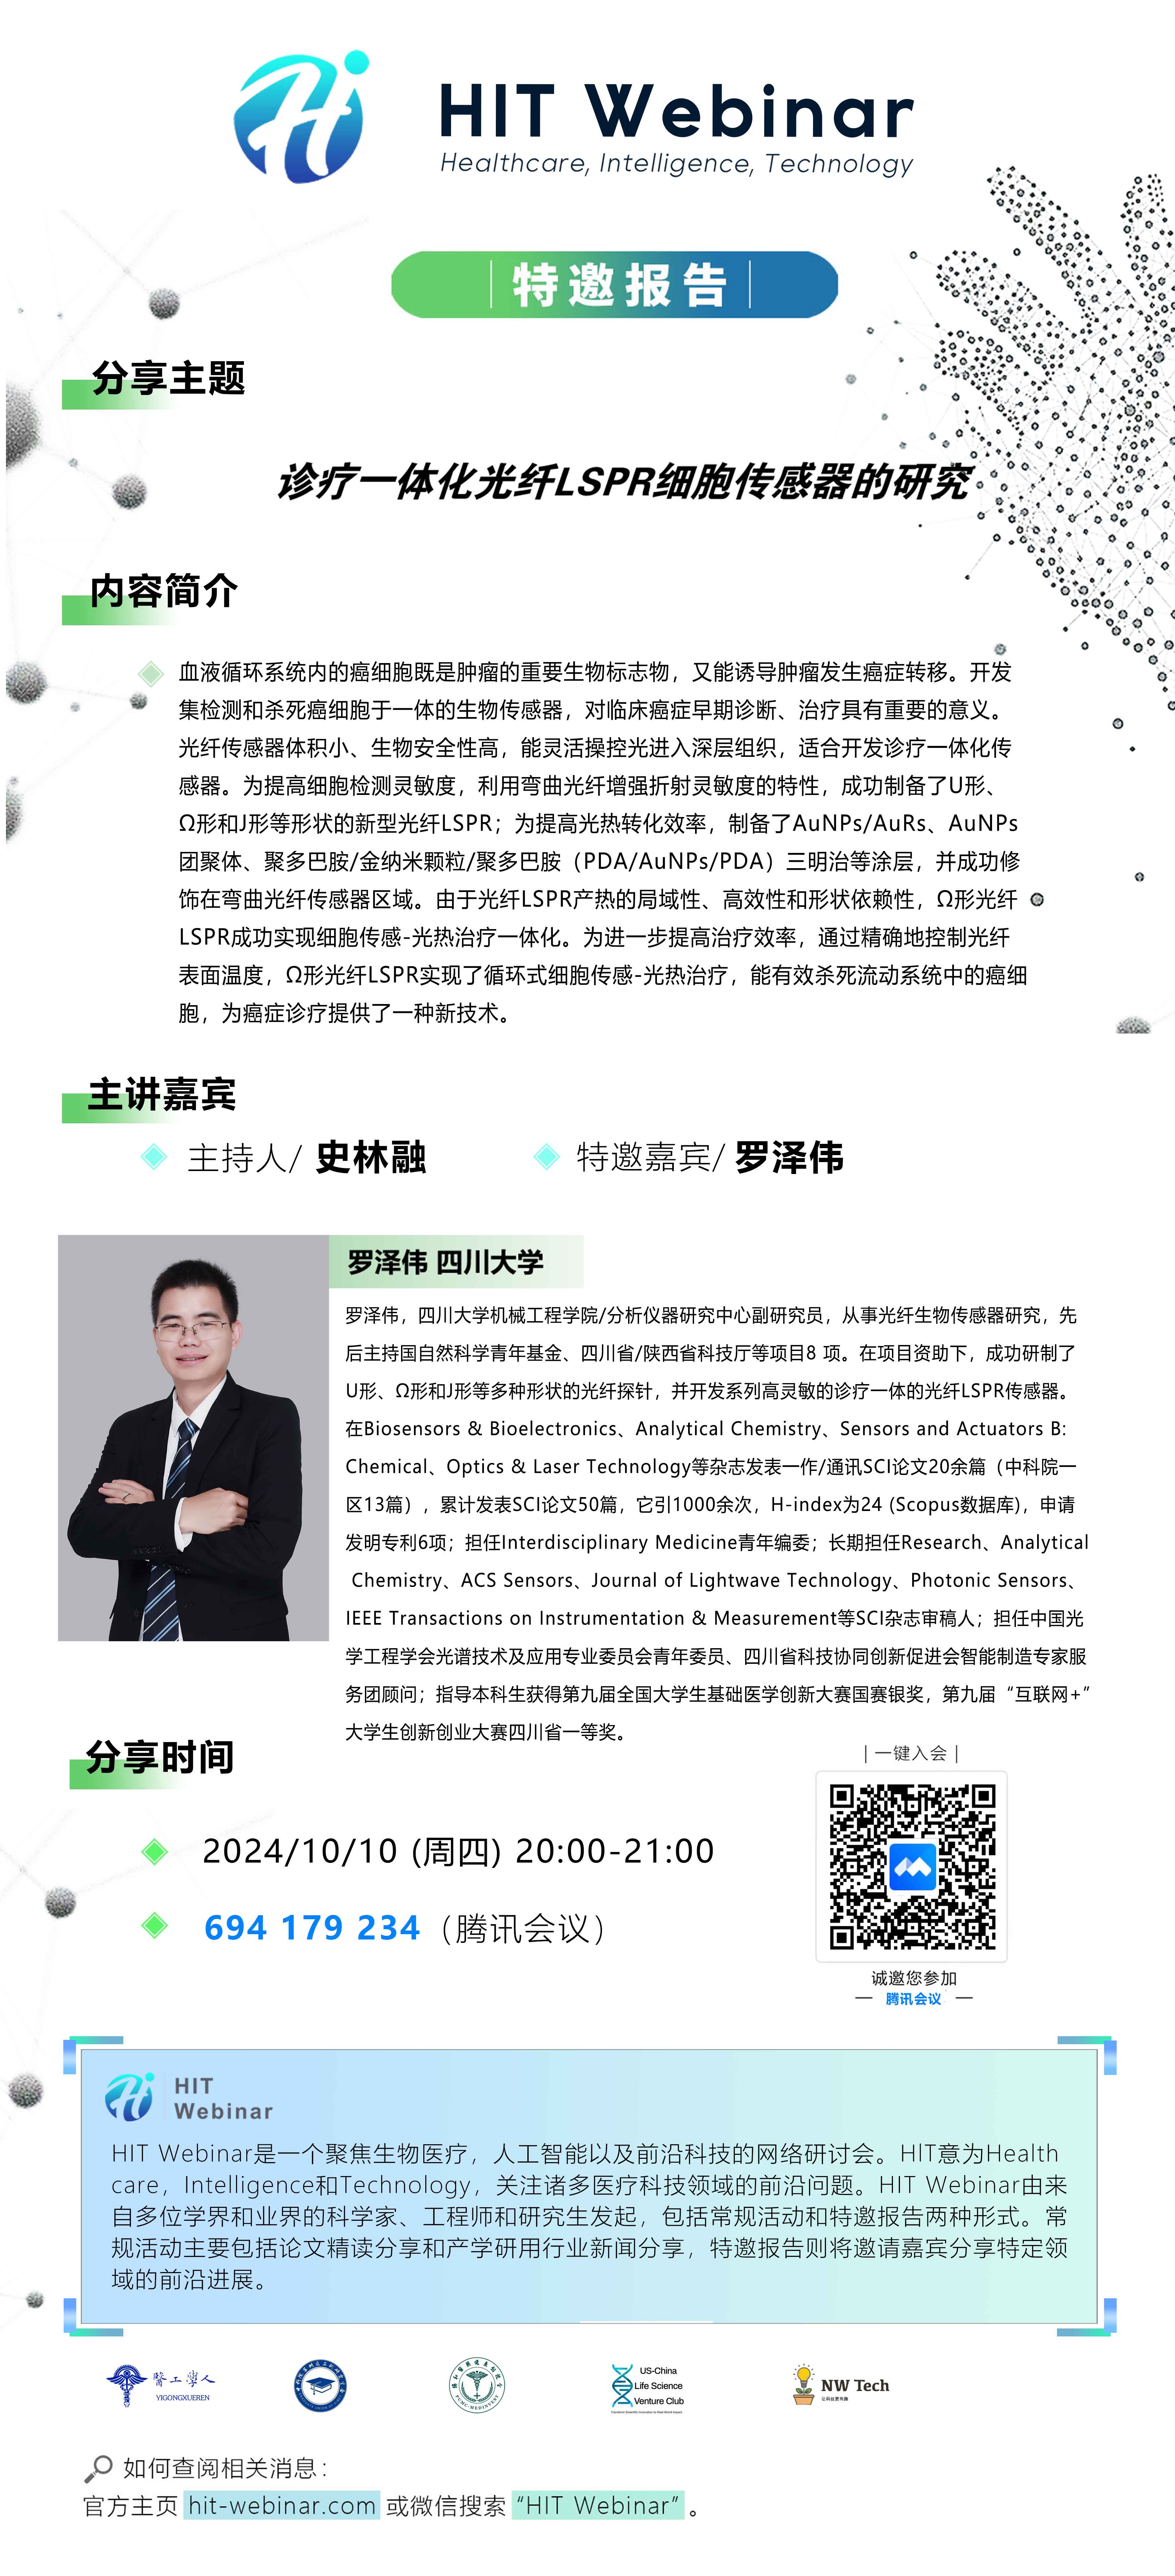 HIT Webinar
Healthcare, Intelligence, Technology
特邀报告
分享主题
诊疗一体化光纤LSPR细胞传感器的研究
内容简介
血液循环系统内的癌细胞既是肿瘤的重要生物标志物，又能诱导肿瘤发生癌症转移。开发
集检测和杀死癌细胞于一体的生物传感器，对临床癌症早期诊断、治疗具有重要的意义。
光纤传感器体积小、生物安全性高，能灵活操控光进入深层组织，适合开发诊疗一体化传
感器。为提高细胞检测灵敏度，利用弯曲光纤增强折射灵敏度的特性，成功制备了U形、
Ω形和J形等形状的新型光纤LSPR；为提高光热转化效率，制备了AuNPs/AuRs、AuNPs
团聚体、聚多巴胺/金纳米颗粒/聚多巴胺（PDA/AuNPs/PDA）三明治等涂层，并成功修
饰在弯曲光纤传感器区域。由于光纤LSPR产热的局域性、高效性和形状依赖性，Ω形光纤
LSPR成功实现细胞传感-光热治疗一体化。为进一步提高治疗效率，通过精确地控制光纤
表面温度，Ω形光纤LSPR实现了循环式细胞传感-光热治疗，能有效杀死流动系统中的癌细
胞，为癌症诊疗提供了一种新技术。
主讲嘉宾
主持人/ 史林融
特邀嘉宾/ 罗泽伟
罗泽伟 四川大学
罗泽伟，四川大学机械工程学院/分析仪器研究中心副研究员，从事光纤生物传感器研究，先
后主持国自然科学青年基金、四川省/陕西省科技厅等项目8 项。在项目资助下，成功研制了
U形、Ω形和J形等多种形状的光纤探针，并开发系列高灵敏的诊疗一体的光纤LSPR传感器。
在Biosensors & Bioelectronics、Analytical Chemistry、Sensors and Actuators B:
Chemical、Optics & Laser Technology等杂志发表一作/通讯SCI论文20余篇（中科院一
区13篇），累计发表SCI论文50篇，它引1000余次，H-index为24 (Scopus数据库)，申请
发明专利6项；担任Interdisciplinary Medicine青年编委；长期担任Research、Analytical
Chemistry、ACS Sensors、Journal of Lightwave Technology、Photonic Sensors、
IEEE Transactions on Instrumentation & Measurement等SCI杂志审稿人；担任中国光
学工程学会光谱技术及应用专业委员会青年委员、四川省科技协同创新促进会智能制造专家服
务团顾问；指导本科生获得第九届全国大学生基础医学创新大赛国赛银奖，第九届“互联网+”
大学生创新创业大赛四川省一等奖。
分享时间
2024/10/10 (周四) 20:00-21:00
694 179 234（腾讯会议）
| 一键入会 |
诚邀您参加
腾讯会议
HIT
Webinar
HIT Webinar是一个聚焦生物医疗，人工智能以及前沿科技的网络研讨会。HIT意为Health
care，Intelligence和Technology，关注诸多医疗科技领域的前沿问题。HIT Webinar由来
自多位学界和业界的科学家、工程师和研究生发起，包括常规活动和特邀报告两种形式。常
规活动主要包括论文精读分享和产学研用行业新闻分享，特邀报告则将邀请嘉宾分享特定领
域的前沿进展。
醫工學人
YIGONGXUEREN
US-China
Life Science
Venture Club
NW Tech
让科技更有趣
如何查阅相关消息：
官方主页 hit-webinar.com 或微信搜索 “HIT Webinar” 。